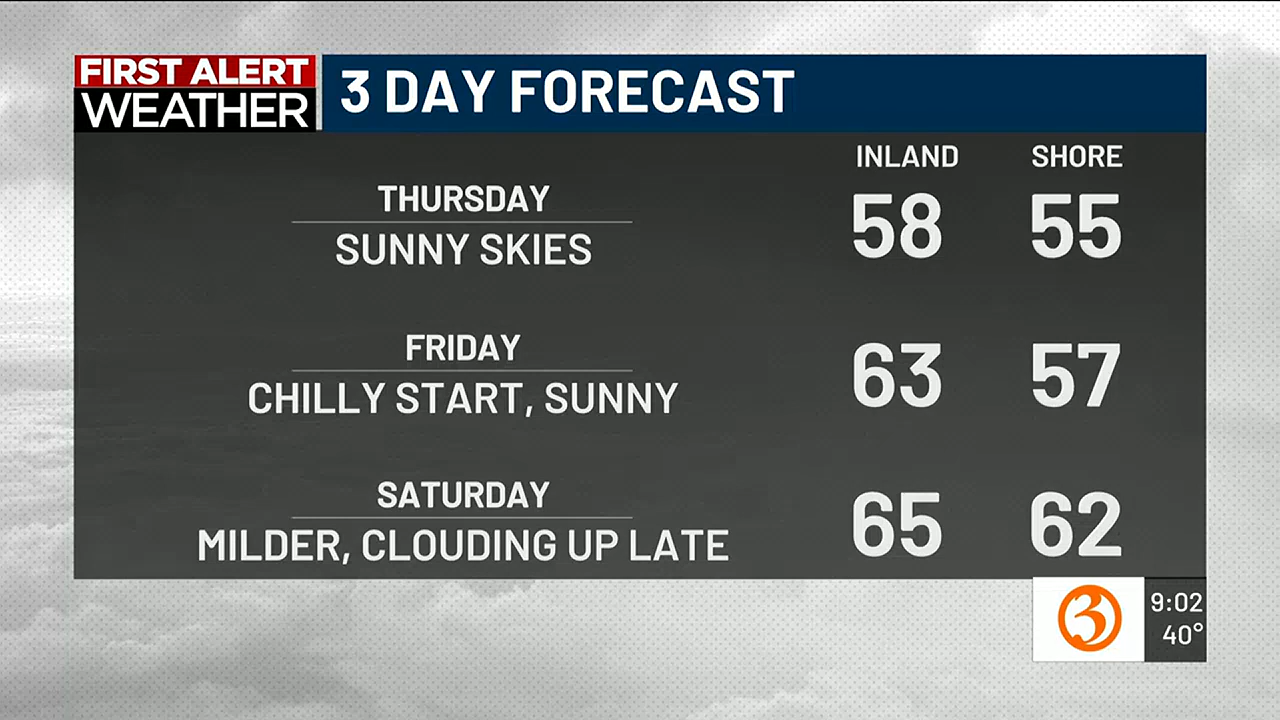 FIRST ALERT
WEATHER
3 DAY FORECAST
INLAND SHORE
THURSDAY
SUNNY SKIES
58 55
FRIDAY
CHILLY START, SUNNY
63 57
SATURDAY
MILDER, CLOUDING UP LATE
65 62
3
9:02
40°